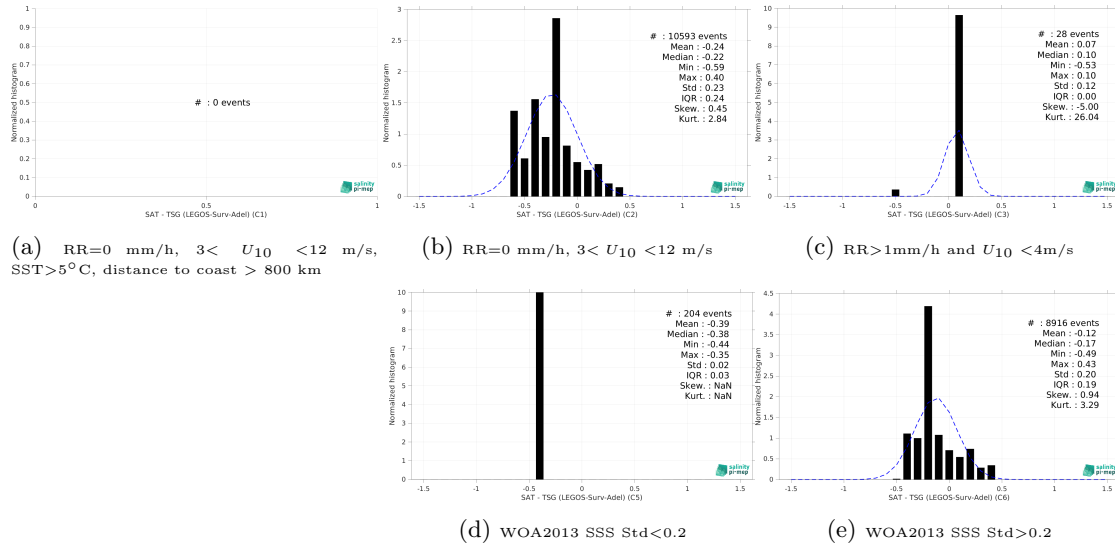 Normalized histogram
1
0.9
0.8
0.7
0.6
0.5
0.4
0.3
0.2
0.1
0
# : 0 events
salinity
pi-mep
0 0.5 1
SAT - TSG (LEGOS-Surv-Adel) (C1)
(a) RR=0 mm/h, 3< U10 <12 m/s,
SST>5°C, distance to coast > 800 km
Normalized histogram
3
2.5
2
1.5
1
0.5
0
# : 10593 events
Mean : -0.24
Median : -0.22
Min : -0.59
Max : 0.40
Std : 0.23
IQR : 0.24
Skew. : 0.45
Kurt. : 2.84
salinity
pi-mep
-1.5 -1 -0.5 0 0.5 1 1.5
SAT - TSG (LEGOS-Surv-Adel) (C2)
(b) RR=0 mm/h, 3< U10 <12 m/s
Normalized histogram
10
9
8
7
6
5
4
3
2
1
0
# : 28 events
Mean : 0.07
Median : 0.10
Min : -0.53
Max : 0.10
Std : 0.12
IQR : 0.00
Skew. : -5.00
Kurt. : 26.04
salinity
pi-mep
-1.5 -1 -0.5 0 0.5 1 1.5
SAT - TSG (LEGOS-Surv-Adel) (C3)
(c) RR>1mm/h and U10 <4m/s
Normalized histogram
10
9
8
7
6
5
4
3
2
1
0
# : 204 events
Mean : -0.39
Median : -0.38
Min : -0.44
Max : -0.35
Std : 0.02
IQR : 0.03
Skew. : NaN
Kurt. : NaN
salinity
pi-mep
-1.5 -1 -0.5 0 0.5 1 1.5
SAT - TSG (LEGOS-Surv-Adel) (C5)
(d) WOA2013 SSS Std<0.2
Normalized histogram
4.5
4
3.5
3
2.5
2
1.5
1
0.5
0
# : 8916 events
Mean : -0.12
Median : -0.17
Min : -0.49
Max : 0.43
Std : 0.20
IQR : 0.19
Skew. : 0.94
Kurt. : 3.29
salinity
pi-mep
-1.5 -1 -0.5 0 0.5 1 1.5
SAT - TSG (LEGOS-Surv-Adel) (C6)
(e) WOA2013 SSS Std>0.2